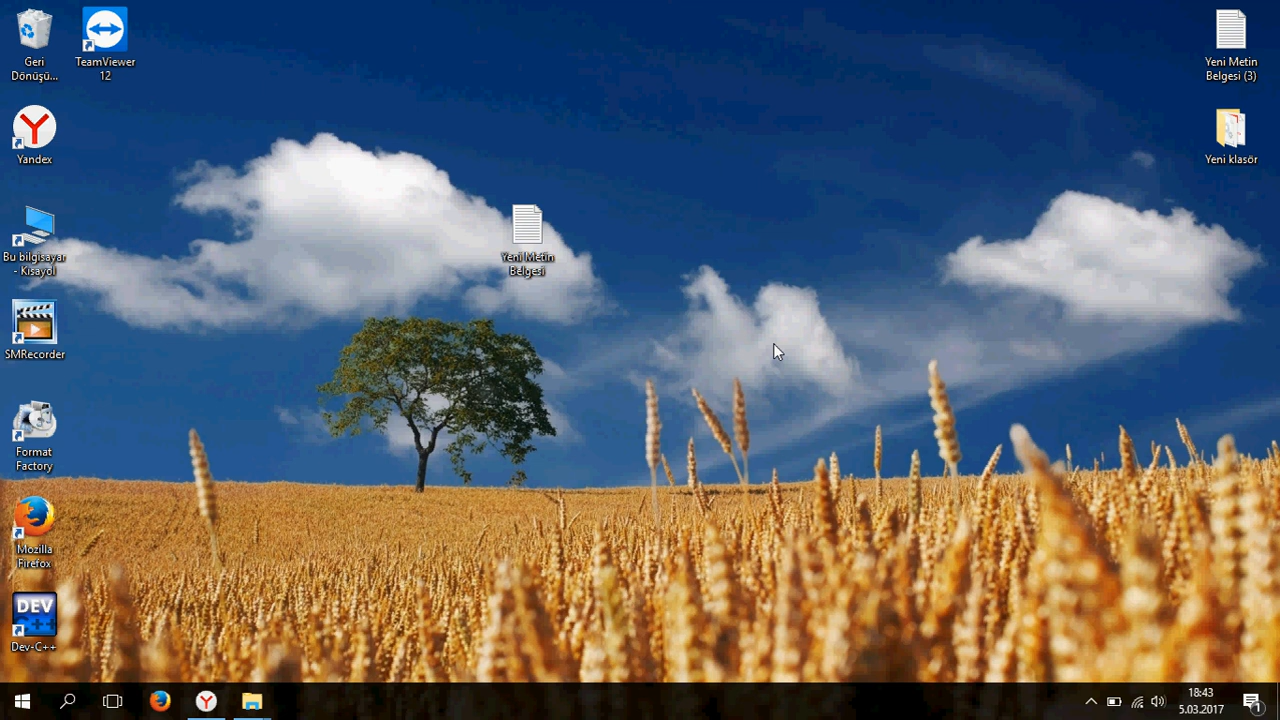 Geri
Dönüşü...
TeamViewer
12
Yandex
Bu bilgisayar
- Kısayol
SMRecorder
Format
Factory
Mozilla
Firefox
DEV
C++
Dev-C++
Yeni Metin
Belgesi
Yeni Metin
Belgesi (3)
Yeni klasör
18:43
5.03.2017
1